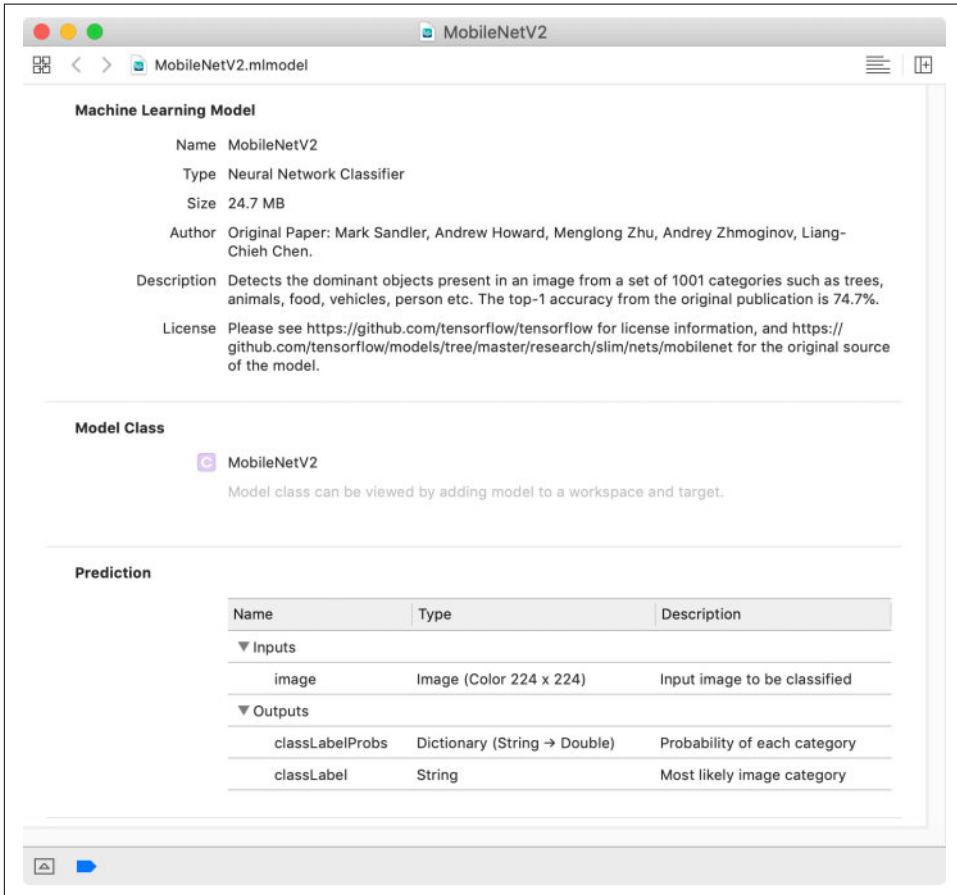 MobileNetV2
MobileNetV2.mlmodel
Machine Learning Model
Name MobileNetV2
Type Neural Network Classifier
Size 24.7 MB
Author Original Paper: Mark Sandler, Andrew Howard, Menglong Zhu, Andrey Zhmoginov, Liang-
Chieh Chen.
Description Detects the dominant objects present in an image from a set of 1001 categories such as trees,
animals, food, vehicles, person etc. The top-1 accuracy from the original publication is 74.7%.
License Please see https://github.com/tensorflow/tensorflow for license information, and https://
github.com/tensorflow/models/tree/master/research/slim/nets/mobilenet for the original source
of the model.
Model Class
C MobileNetV2
Model class can be viewed by adding model to a workspace and target.
Prediction
Name Type Description
Inputs
image Image (Color 224 x 224) Input image to be classified
Outputs
classLabelProbs Dictionary (String → Double) Probability of each category
classLabel String Most likely image category